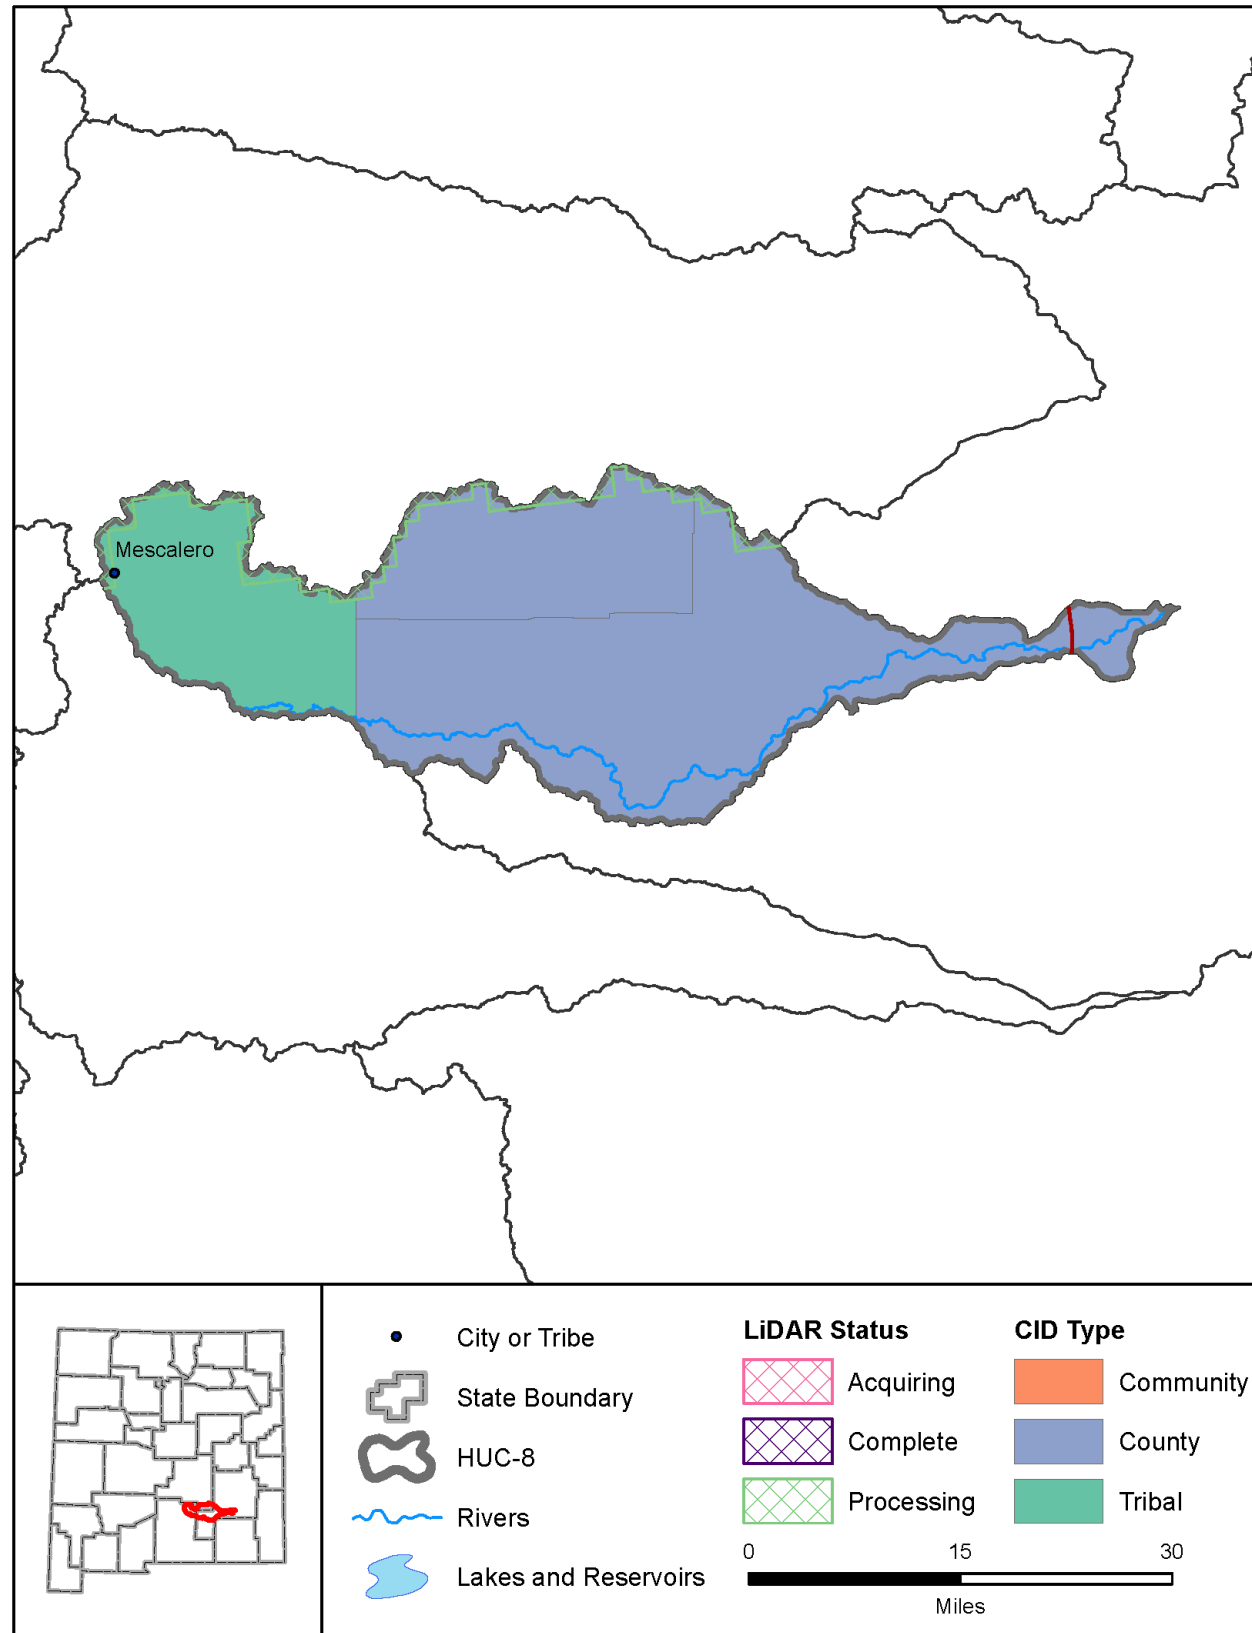 Mescalero
City or Tribe
State Boundary
HUC-8
Rivers
Lakes and Reservoirs
LiDAR Status
Acquiring
Complete
Processing
CID Type
Community
County
Tribal
0 15 30
Miles